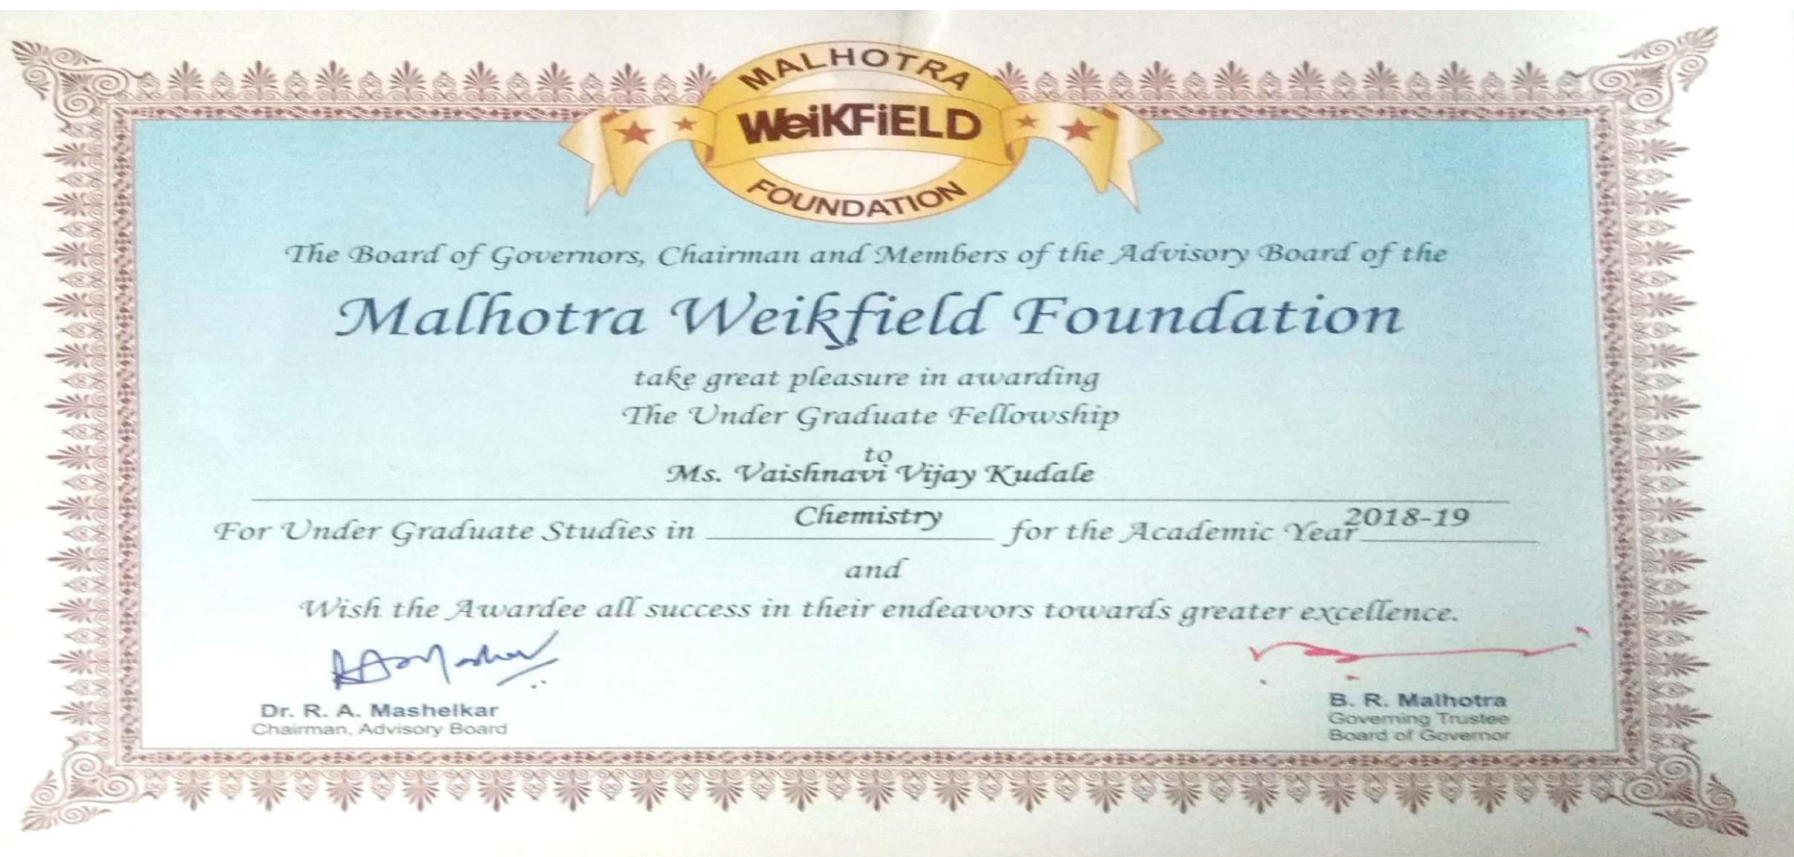 MALHOTRA
WEiKFiELD
FOUNDATION
The Board of Governors, Chairman and Members of the Advisory Board of the
Malhotra Weikfield Foundation
take great pleasure in awarding
The Under Graduate Fellowship
to
Ms. Vaishnavi Vijay Kudale
For Under Graduate Studies in Chemistry for the Academic Year 2018-19
and
Wish the Awardee all success in their endeavors towards greater excellence.
Dr. R. A. Mashelkar
Chairman, Advisory Board
B. R. Malhotra
Governing Trustee
Board of Governor